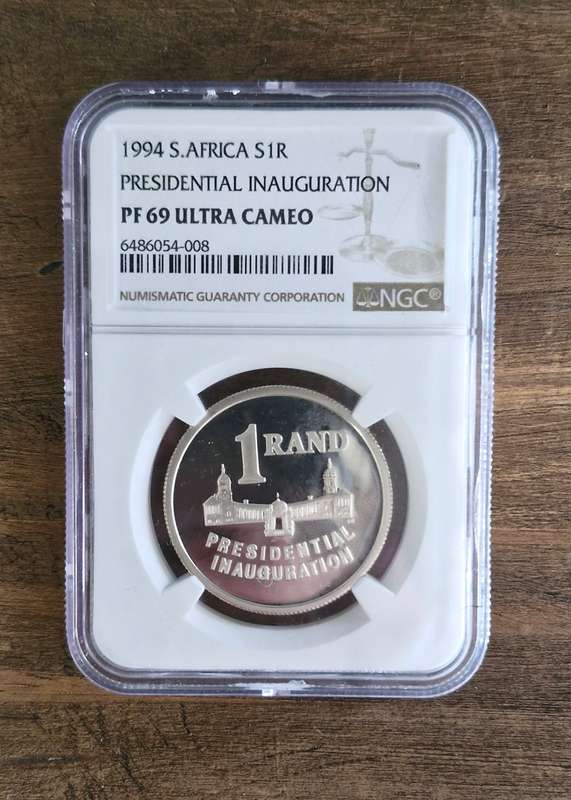 1994 S.AFRICA S1R
PRESIDENTIAL INAUGURATION
PF 69 ULTRA CAMEO
6486054-008
NUMISMATIC GUARANTY CORPORATION NGC®
1 RAND
PRESIDENTIAL
INAUGURATION